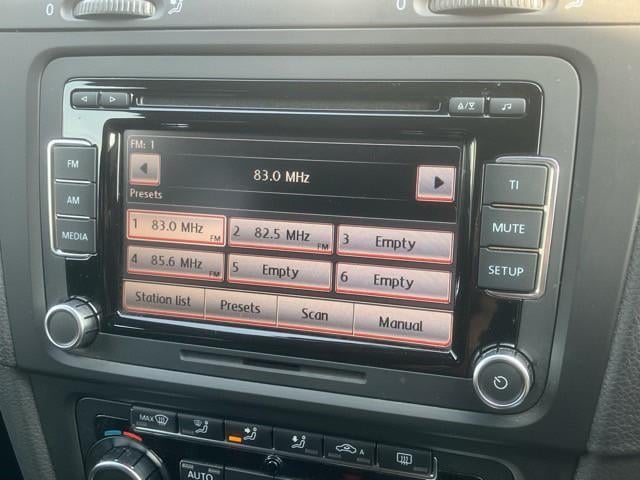 0
0
FM: 1
83.0 MHz
Presets
1 83.0 MHz FM
2 82.5 MHz FM
3 Empty
4 85.6 MHz FM
5 Empty
6 Empty
Station list
Presets
Scan
Manual
FM
AM
MEDIA
TI
MUTE
SETUP
MAX
A
AUTO